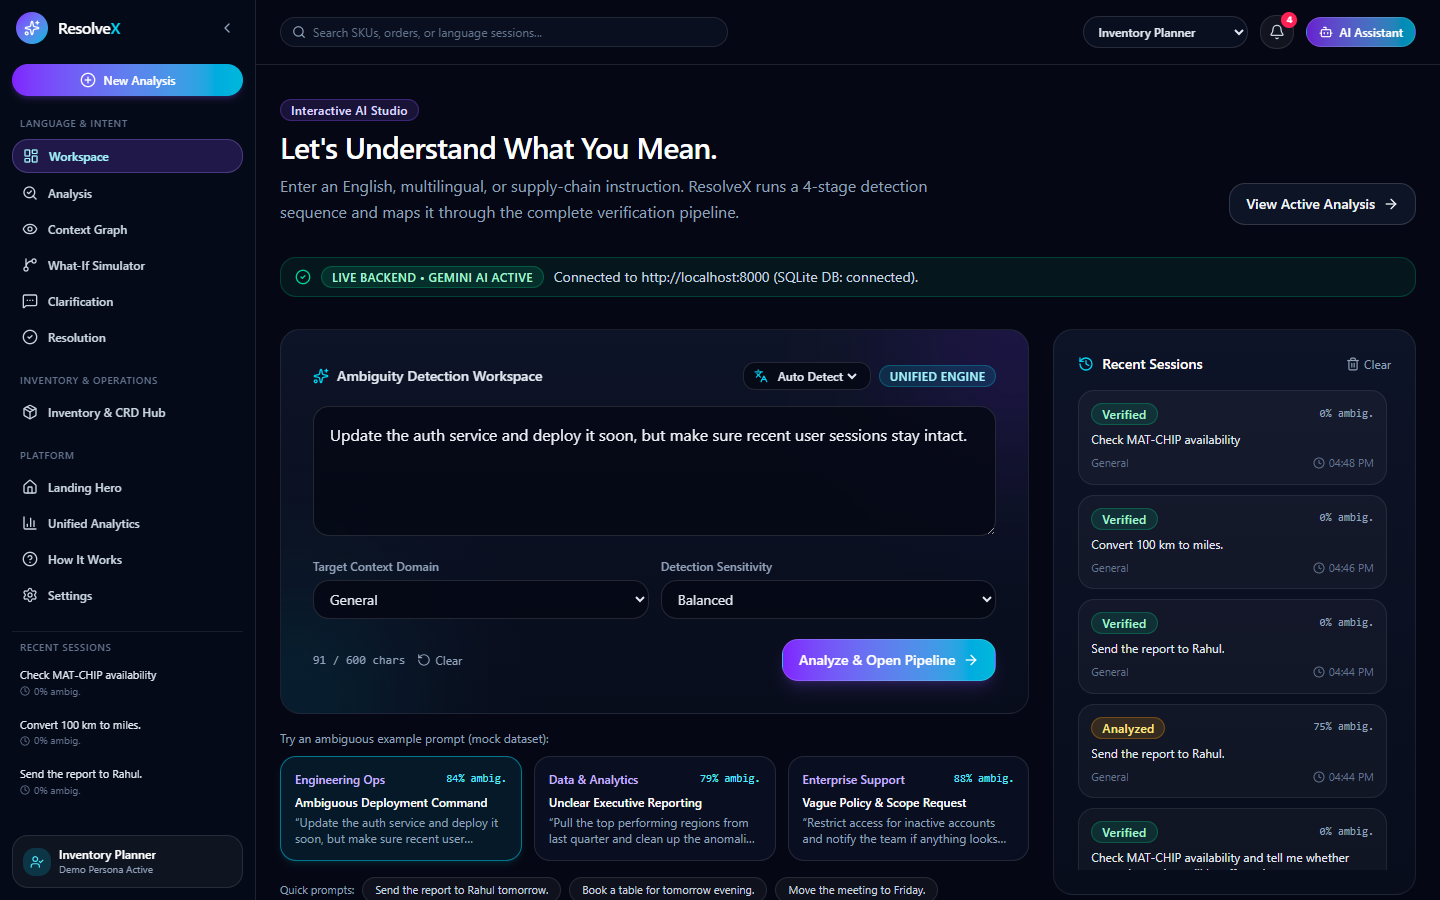 ResolveX
New Analysis
LANGUAGE & INTENT
Workspace
Analysis
Context Graph
What-If Simulator
Clarification
Resolution
INVENTORY & OPERATIONS
Inventory & CRD Hub
PLATFORM
Landing Hero
Unified Analytics
How It Works
Settings
RECENT SESSIONS
Check MAT-CHIP availability
0% ambig.
Convert 100 km to miles.
0% ambig.
Send the report to Rahul.
0% ambig.
Inventory Planner
Demo Persona Active
Search SKUs, orders, or language sessions...
Inventory Planner
4
AI Assistant
Interactive AI Studio
Let's Understand What You Mean.
Enter an English, multilingual, or supply-chain instruction. ResolveX runs a 4-stage detection
sequence and maps it through the complete verification pipeline.
View Active Analysis
LIVE BACKEND • GEMINI AI ACTIVE Connected to http://localhost:8000 (SQLite DB: connected).
Ambiguity Detection Workspace
Auto Detect
UNIFIED ENGINE
Update the auth service and deploy it soon, but make sure recent user sessions stay intact.
Target Context Domain
Detection Sensitivity
General
Balanced
91 / 600 chars
Clear
Analyze & Open Pipeline
Try an ambiguous example prompt (mock dataset):
Engineering Ops 84% ambig.
Ambiguous Deployment Command
"Update the auth service and deploy it
soon, but make sure recent user...
Data & Analytics 79% ambig.
Unclear Executive Reporting
"Pull the top performing regions from
last quarter and clean up the anomali...
Enterprise Support 88% ambig.
Vague Policy & Scope Request
"Restrict access for inactive accounts
and notify the team if anything looks...
Quick prompts: Send the report to Rahul tomorrow. Book a table for tomorrow evening. Move the meeting to Friday.
Recent Sessions
Clear
Verified 0% ambig.
Check MAT-CHIP availability
General 04:48 PM
Verified 0% ambig.
Convert 100 km to miles.
General 04:46 PM
Verified 0% ambig.
Send the report to Rahul.
General 04:44 PM
Analyzed 75% ambig.
Send the report to Rahul.
General 04:44 PM
Verified 0% ambig.
Check MAT-CHIP availability and tell me whether